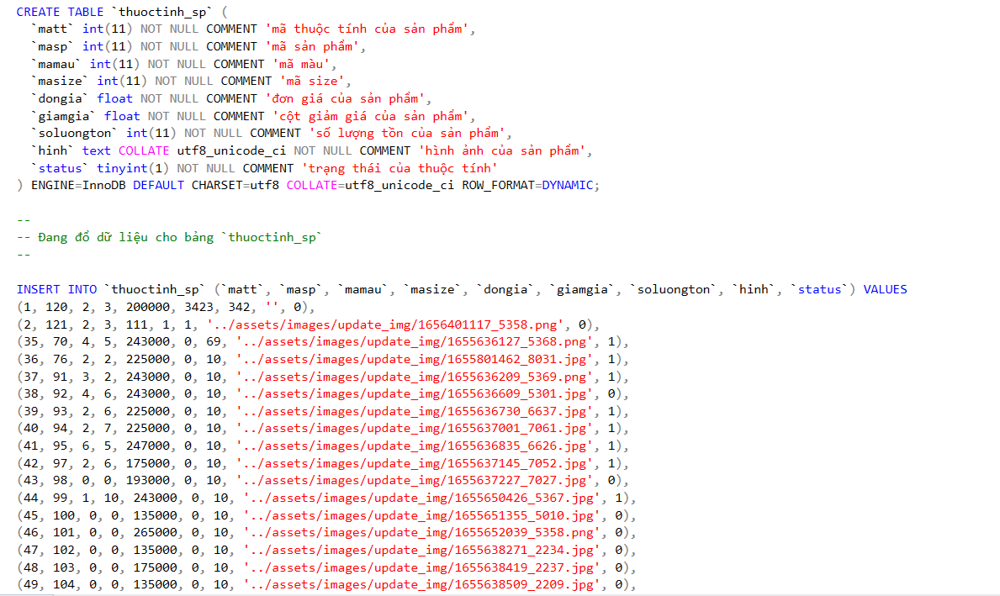 CREATE TABLE `thuoctinh_sp` (
  `matt` int(11) NOT NULL COMMENT 'mã thuộc tính của sản phẩm',
  `masp` int(11) NOT NULL COMMENT 'mã sản phẩm',
  `mamau` int(11) NOT NULL COMMENT 'mã màu',
  `masize` int(11) NOT NULL COMMENT 'mã size',
  `dongia` float NOT NULL COMMENT 'đơn giá của sản phẩm',
  `giamgia` float NOT NULL COMMENT 'cột giảm giá của sản phẩm',
  `soluongton` int(11) NOT NULL COMMENT 'số lượng tồn của sản phẩm',
  `hinh` text COLLATE utf8_unicode_ci NOT NULL COMMENT 'hình ảnh của sản phẩm',
  `status` tinyint(1) NOT NULL COMMENT 'trạng thái của thuộc tính'
) ENGINE=InnoDB DEFAULT CHARSET=utf8 COLLATE=utf8_unicode_ci ROW_FORMAT=DYNAMIC;
--
-- Đang đổ dữ liệu cho bảng `thuoctinh_sp`
--
INSERT INTO `thuoctinh_sp` (`matt`, `masp`, `mamau`, `masize`, `dongia`, `giamgia`, `soluongton`, `hinh`, `status`) VALUES
(1, 120, 2, 3, 200000, 3423, 342, '', 0),
(2, 121, 2, 3, 111, 1, 1, '../assets/images/update_img/1656401117_5358.png', 0),
(35, 70, 4, 5, 243000, 0, 69, '../assets/images/update_img/1655636127_5368.png', 1),
(36, 76, 2, 2, 225000, 0, 10, '../assets/images/update_img/1655801462_8031.jpg', 1),
(37, 91, 3, 2, 243000, 0, 10, '../assets/images/update_img/1655636209_5369.png', 1),
(38, 92, 4, 6, 243000, 0, 10, '../assets/images/update_img/1655636609_5301.jpg', 0),
(39, 93, 2, 6, 225000, 0, 10, '../assets/images/update_img/1655636730_6637.jpg', 1),
(40, 94, 2, 7, 225000, 0, 10, '../assets/images/update_img/1655637001_7061.jpg', 1),
(41, 95, 6, 5, 247000, 0, 10, '../assets/images/update_img/1655636835_6626.jpg', 1),
(42, 97, 2, 6, 175000, 0, 10, '../assets/images/update_img/1655637145_7052.jpg', 1),
(43, 98, 0, 0, 193000, 0, 10, '../assets/images/update_img/1655637227_7027.jpg', 0),
(44, 99, 1, 10, 243000, 0, 10, '../assets/images/update_img/1655650426_5367.jpg', 1),
(45, 100, 0, 0, 135000, 0, 10, '../assets/images/update_img/1655651355_5010.jpg', 0),
(46, 101, 0, 0, 265000, 0, 10, '../assets/images/update_img/1655652039_5358.png', 0),
(47, 102, 0, 0, 135000, 0, 10, '../assets/images/update_img/1655638271_2234.jpg', 0),
(48, 103, 0, 0, 175000, 0, 10, '../assets/images/update_img/1655638419_2237.jpg', 0),
(49, 104, 0, 0, 135000, 0, 10, '../assets/images/update_img/1655638509_2209.jpg', 0),